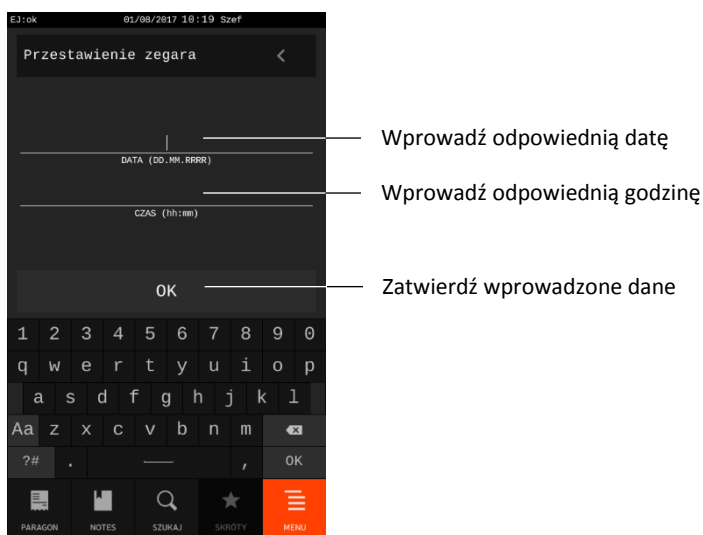 EJ:ok 01/08/2017 10:19 Szef
Przestawienie zegara <
Wprowadź odpowiednią datę
DATA (DD.MM.RRRR)
Wprowadź odpowiednią godzinę
CZAS (hh:mm)
OK
Zatwierdź wprowadzone dane
1 2 3 4 5 6 7 8 9 0
q w e r t y u i o p
a s d f g h j k l
Aa z x c v b n m
?# . , OK
PARAGON NOTES SZUKAJ SKRÓTY MENU